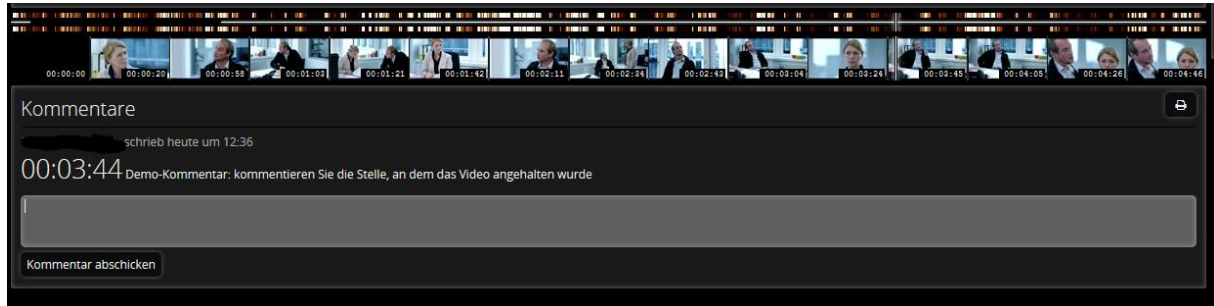 00:00:00 00:00:20 00:00:58 00:01:03 00:01:21 00:01:42 00:02:11 00:02:34 00:02:43 00:03:04 00:03:24 00:03:45 00:04:05 00:04:26 00:04:46
Kommentare
schrieb heute um 12:36
00:03:44 Demo-Kommentar: kommentieren Sie die Stelle, an dem das Video angehalten wurde
Kommentar abschicken